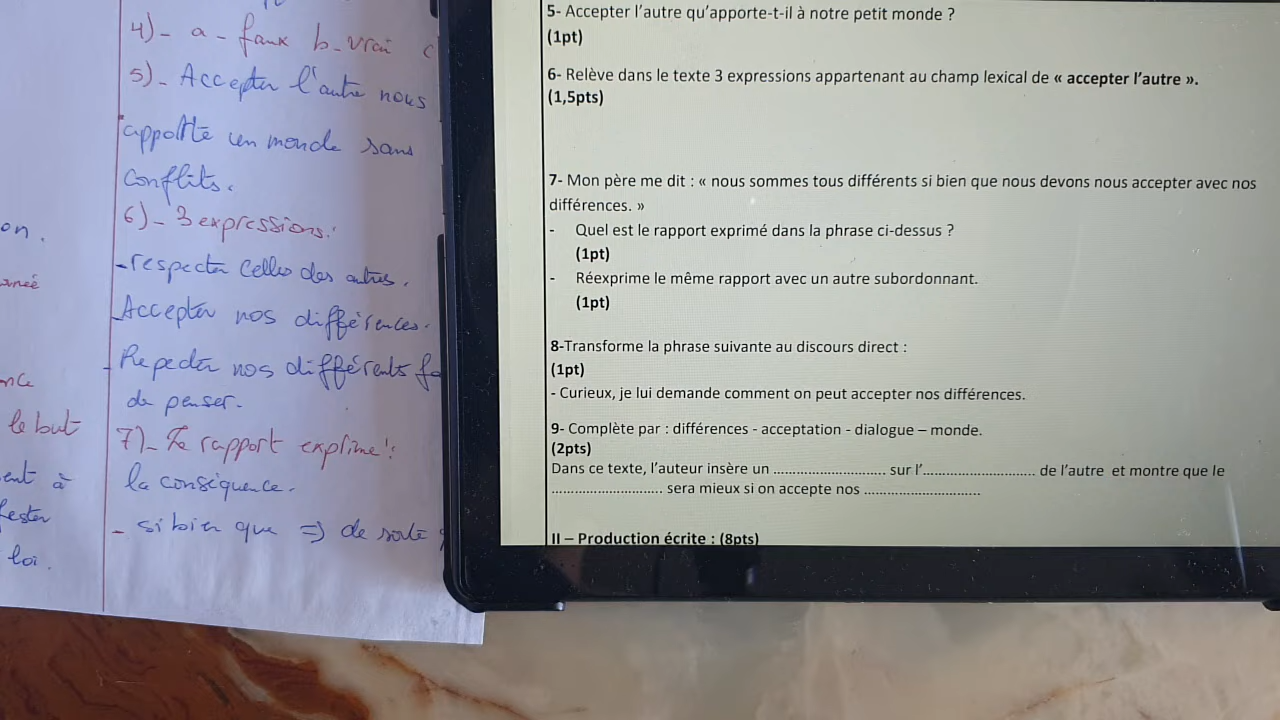 on.
le but
ent à
loi.
4)- a - faux b- vrai c
5)- Accepter l'autre nous
apporte un monde sans
conflits.
6)- 3 expressions:
- respecter celles des autres.
- Accepter nos différences.
- Repecter nos différents fa
de penser.
7)- Le rapport exprimé:
la conséquence.
- si bien que => de sorte q
5- Accepter l'autre qu'apporte-t-il à notre petit monde ?
(1pt)
6- Relève dans le texte 3 expressions appartenant au champ lexical de « accepter l'autre ».
(1,5pts)
7- Mon père me dit : « nous sommes tous différents si bien que nous devons nous accepter avec nos
différences. »
- Quel est le rapport exprimé dans la phrase ci-dessus ?
(1pt)
- Réexprime le même rapport avec un autre subordonnant.
(1pt)
8-Transforme la phrase suivante au discours direct :
(1pt)
- Curieux, je lui demande comment on peut accepter nos différences.
9- Complète par : différences - acceptation - dialogue – monde.
(2pts)
Dans ce texte, l'auteur insère un ............................ sur l'............................ de l'autre et montre que le
............................ sera mieux si on accepte nos .............................
II – Production écrite : (8pts)